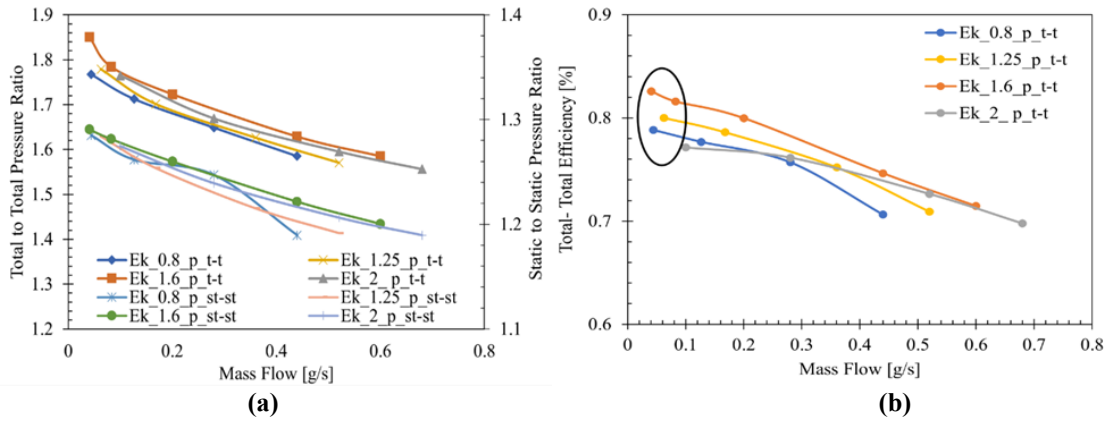 1.9
1.8
1.7
1.6
1.5
1.4
1.3
1.2
Total to Total Pressure Ratio
1.4
1.3
1.2
1.1
Static to Static Pressure Ratio
Ek_0.8_p_t-t
Ek_1.25_p_t-t
Ek_1.6_p_t-t
Ek_2_p_t-t
Ek_0.8_p_st-st
Ek_1.25_p_st-st
Ek_1.6_p_st-st
Ek_2_p_st-st
0 0.2 0.4 0.6 0.8
Mass Flow [g/s]
(a)
0.9
0.8
0.7
0.6
Total- Total Efficiency [%]
Ek_0.8_p_t-t
Ek_1.25_p_t-t
Ek_1.6_p_t-t
Ek_2_ p_t-t
0 0.1 0.2 0.3 0.4 0.5 0.6 0.7 0.8
Mass Flow [g/s]
(b)